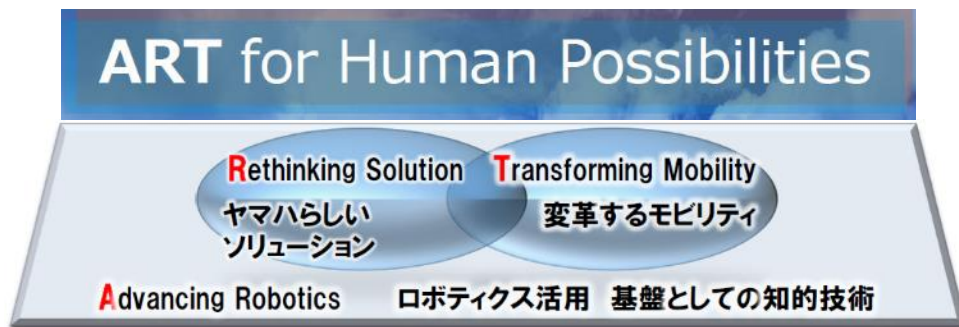 ART for Human Possibilities
Rethinking Solution
ヤマハらしい
ソリューション
Transforming Mobility
変革するモビリティ
Advancing Robotics ロボティクス活用 基盤としての知的技術